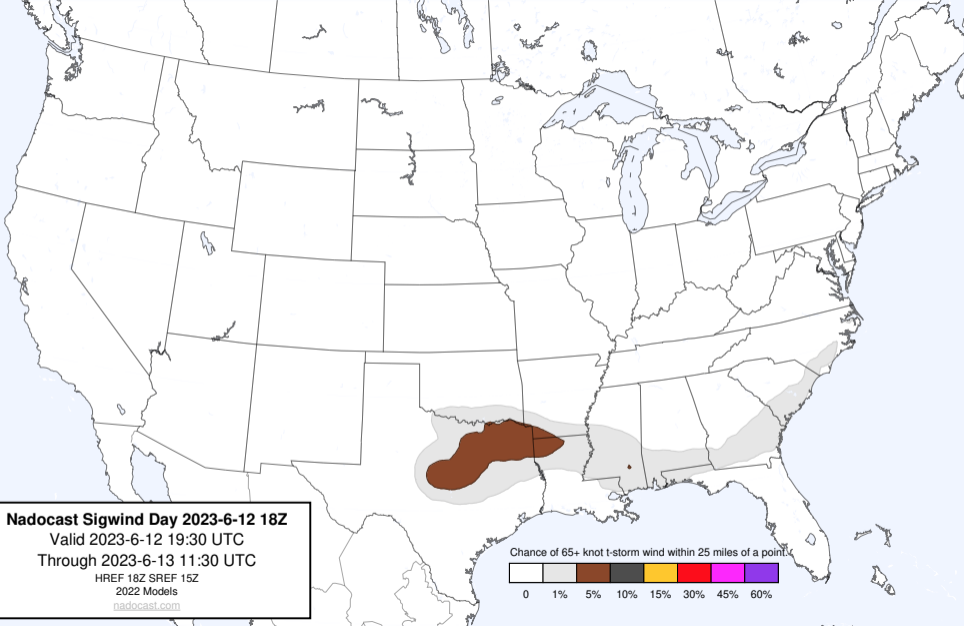 Nadocast Sigwind Day 2023-6-12 18Z
Valid 2023-6-12 19:30 UTC
Through 2023-6-13 11:30 UTC
HREF 18Z SREF 15Z
2022 Models
nadocast.com
Chance of 65+ knot t-storm wind within 25 miles of a point.
0 1% 5% 10% 15% 30% 45% 60%